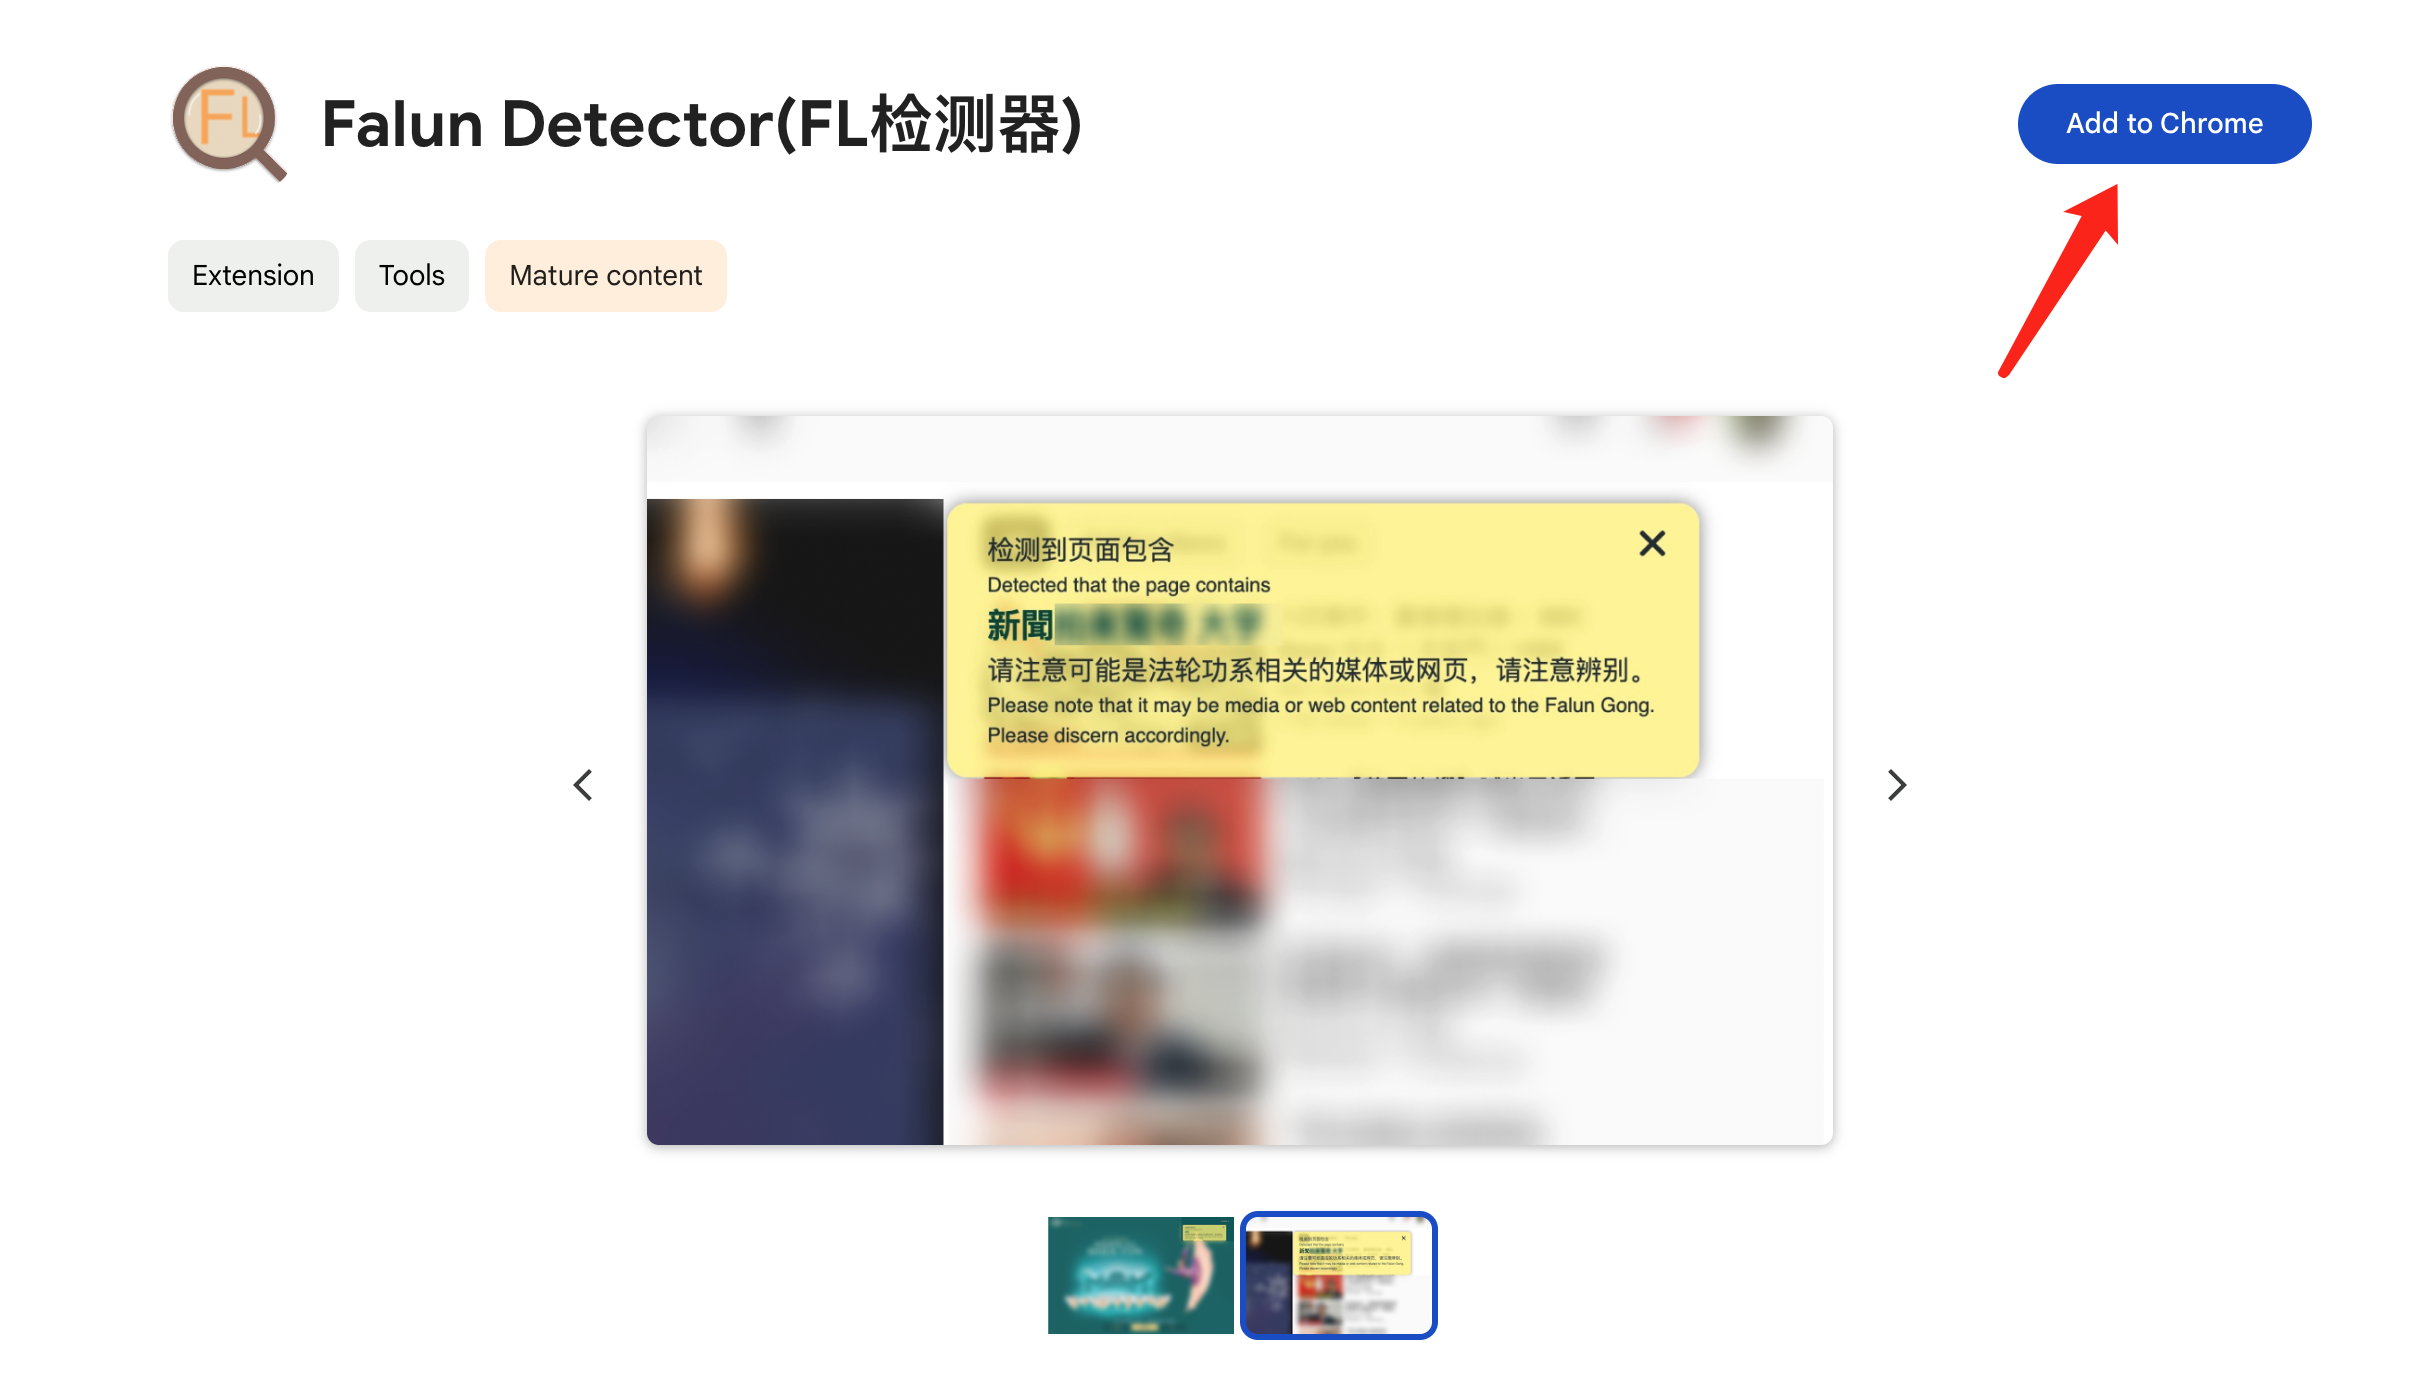 FL
Falun Detector(FL检测器)
Add to Chrome
Extension
Tools
Mature content
检测到页面包含
Detected that the page contains
新聞
请注意可能是法轮功系相关的媒体或网页，请注意辨别。
Please note that it may be media or web content related to the Falun Gong.
Please discern accordingly.